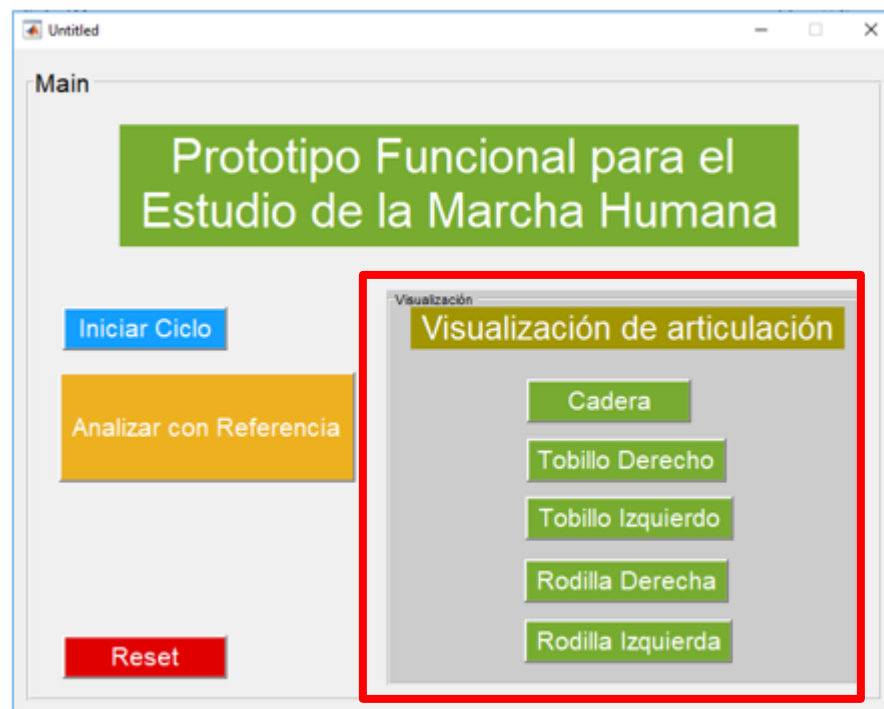 Untitled
Main
Prototipo Funcional para el
Estudio de la Marcha Humana
Iniciar Ciclo
Analizar con Referencia
Reset
Visualización
Visualización de articulación
Cadera
Tobillo Derecho
Tobillo Izquierdo
Rodilla Derecha
Rodilla Izquierda